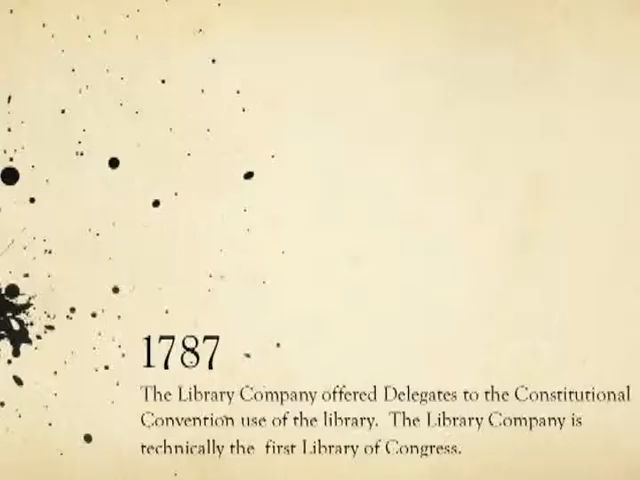 1787
The Library Company offered Delegates to the Constitutional
Convention use of the library. The Library Company is
technically the first Library of Congress.